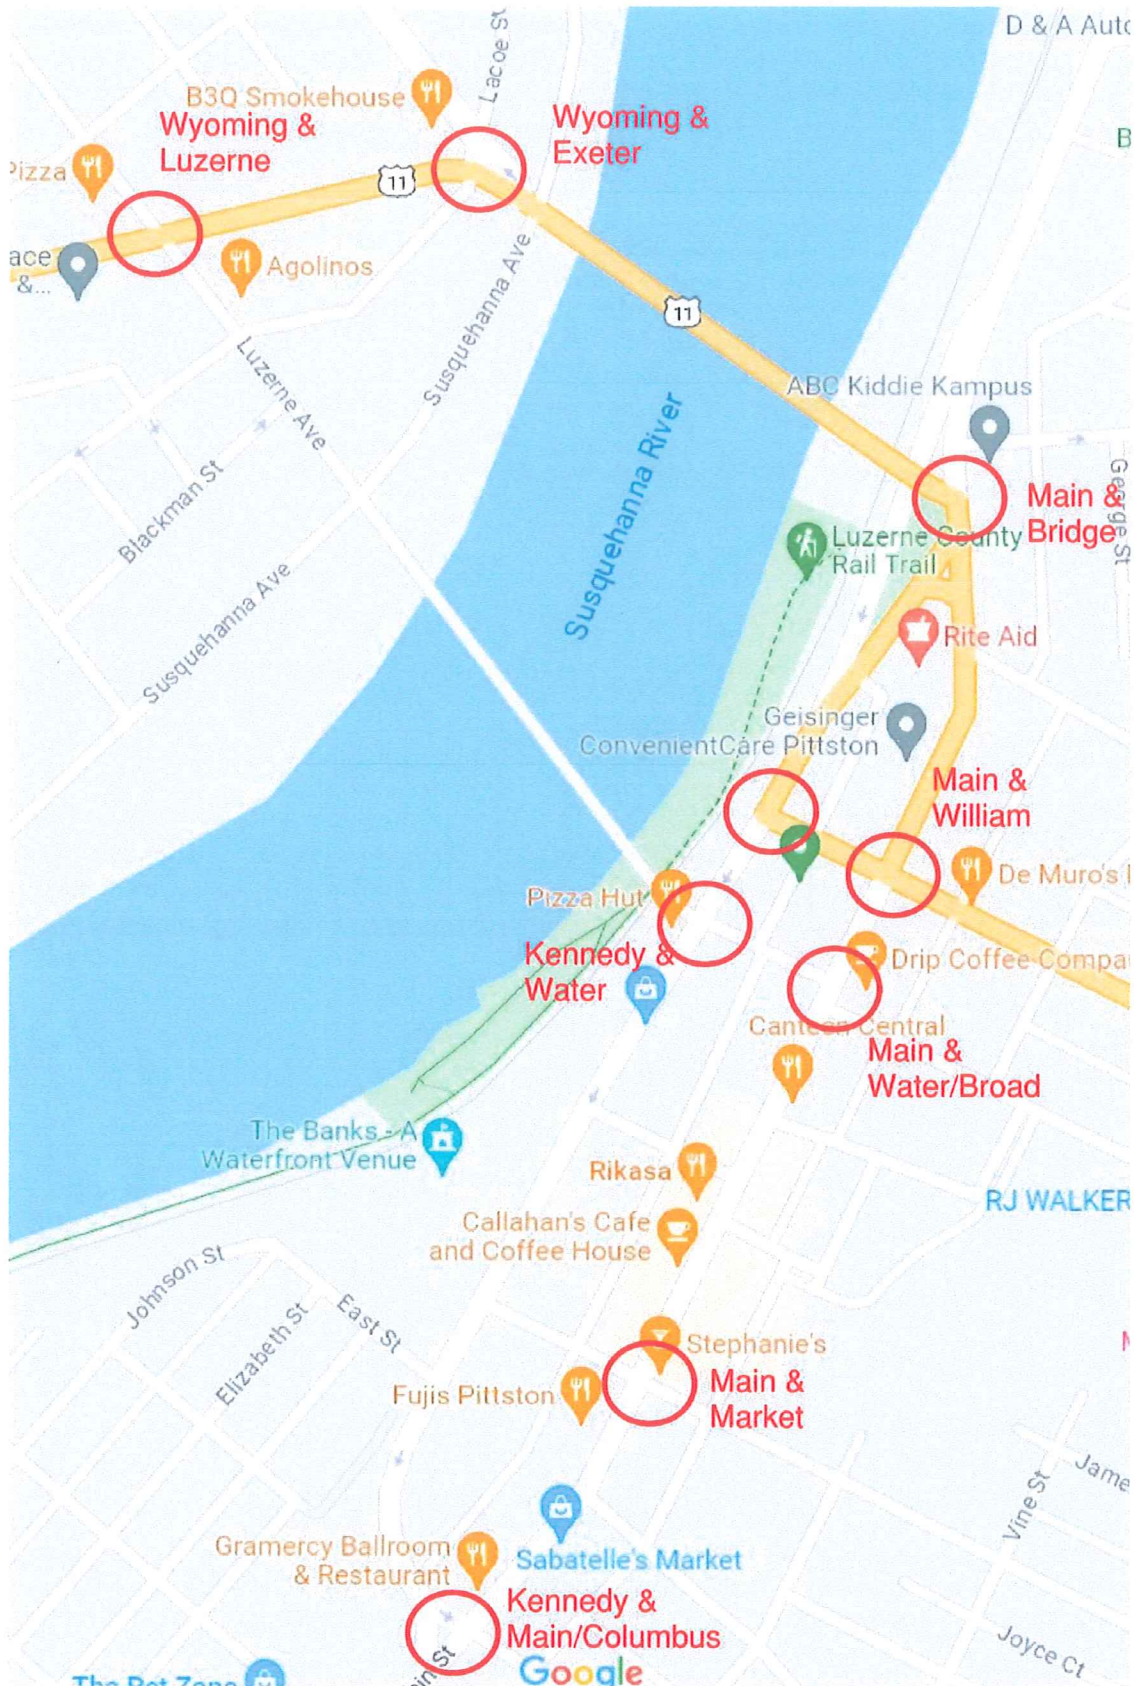 D & A Auto
Lacoe St
B3Q Smokehouse
Wyoming &
Luzerne
Wyoming &
Exeter
Pizza
11
Agolinos
ace
&...
Susquehanna Ave
11
Luzerne Ave
ABC Kiddie Kampus
George St
Main &
Bridge
Blackman St
Susquehanna River
Luzerne County
Rail Trail
Susquehanna Ave
Rite Aid
Geisinger
ConvenientCare Pittston
Main &
William
De Muro's
Pizza Hut
Kennedy &
Water
Drip Coffee Compa
Canteen Central
Main &
Water/Broad
The Banks - A
Waterfront Venue
Rikasa
RJ WALKER
Callahan's Cafe
and Coffee House
Johnson St
Elizabeth St
East St
Stephanie's
Fujis Pittston
Main &
Market
Vine St
Jame
Gramercy Ballroom
& Restaurant
Sabatelle's Market
Kennedy &
Main/Columbus
Joyce Ct
in St
Google
The Pet Zone